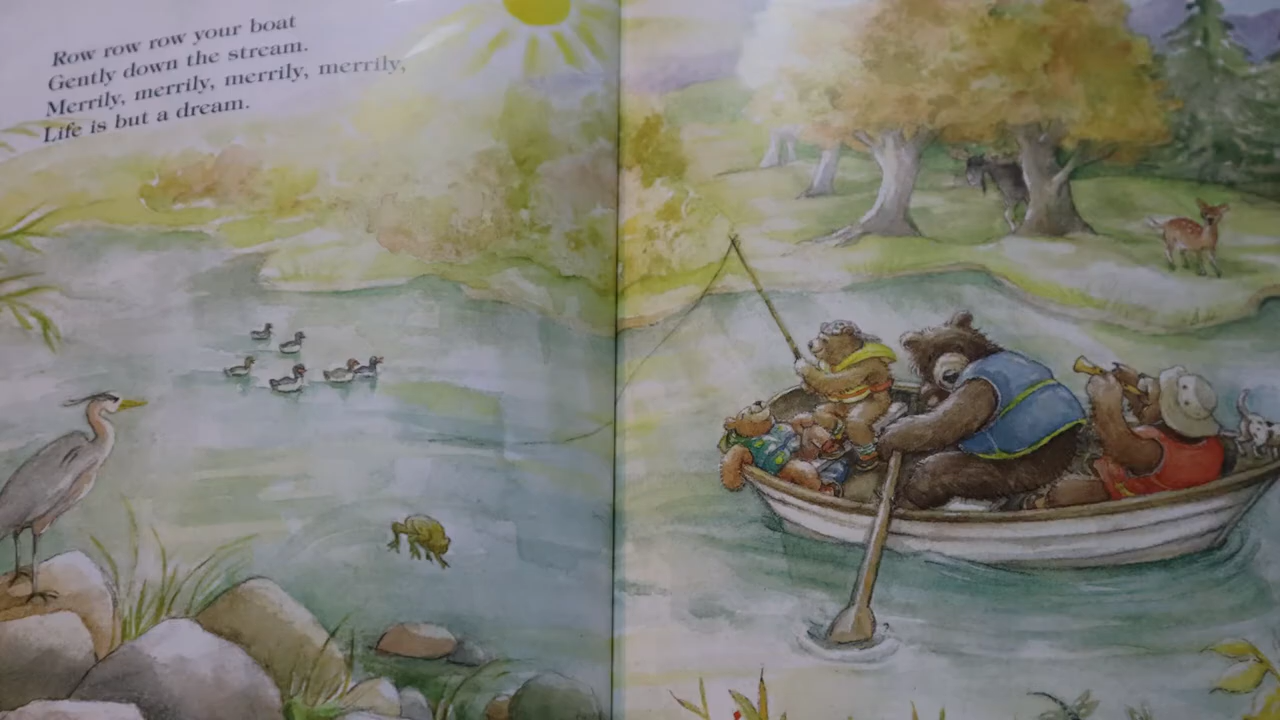 Row row row your boat
Gently down the stream.
Merrily, merrily, merrily, merrily,
Life is but a dream.